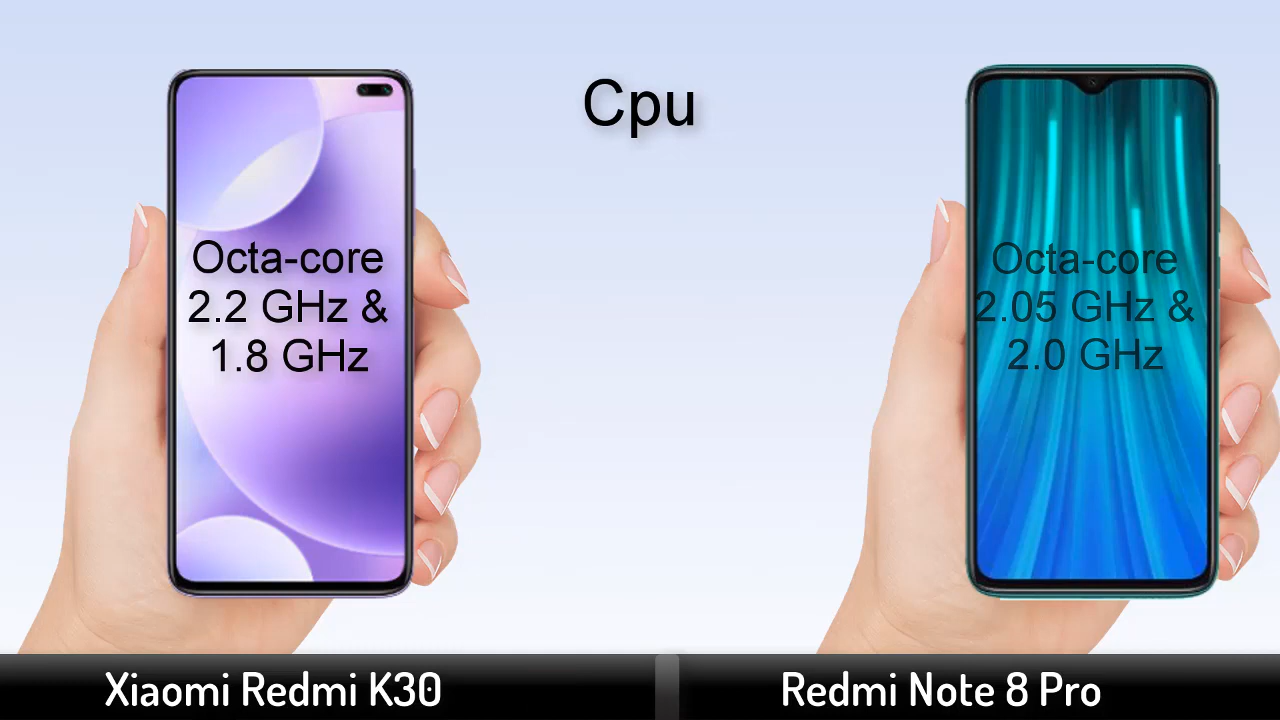 Cpu
Octa-core
2.2 GHz &
1.8 GHz
Octa-core
2.05 GHz &
2.0 GHz
Xiaomi Redmi K30
Redmi Note 8 Pro